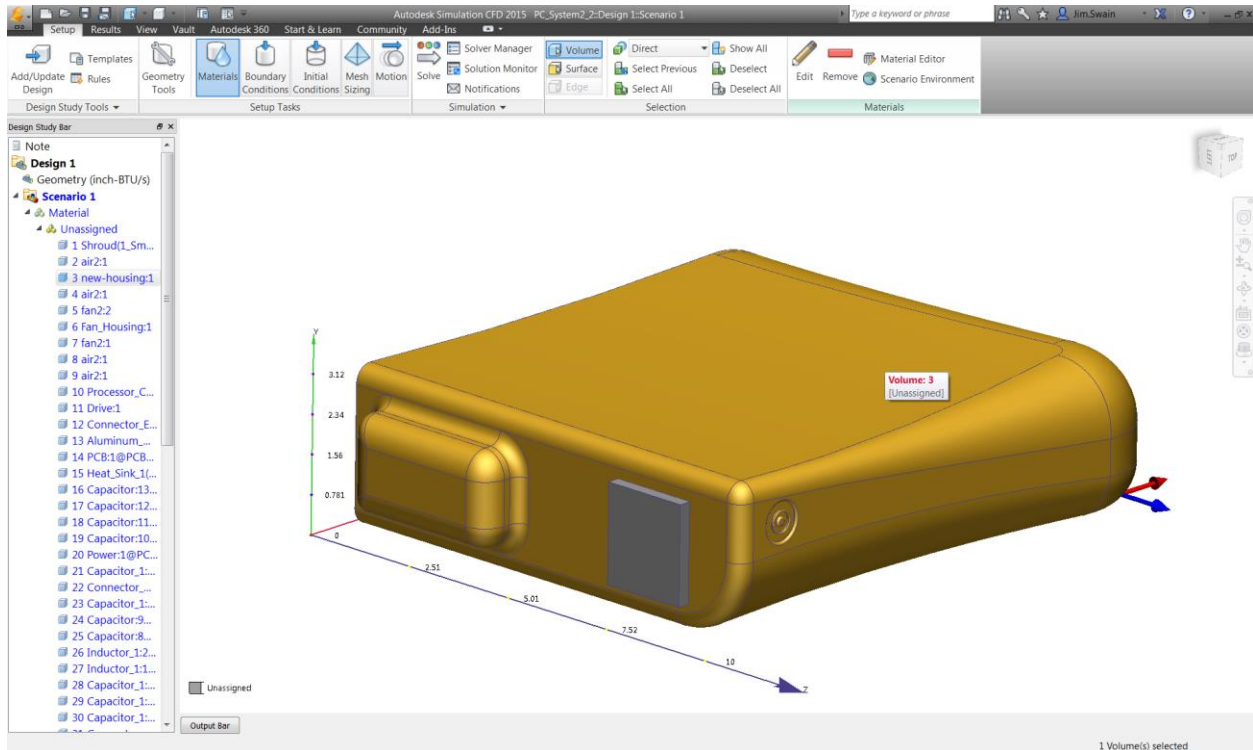 CFD
Autodesk Simulation CFD 2015 PC_System2_2::Design 1::Scenario 1
Type a keyword or phrase
Jim.Swain
Setup Results View Vault Autodesk 360 Start & Learn Community Add-Ins
Add/Update Design
Templates
Rules
Design Study Tools
Geometry Tools
Materials
Boundary Conditions
Initial Conditions
Mesh Sizing
Motion
Setup Tasks
Solve
Solver Manager
Solution Monitor
Notifications
Simulation
Volume
Surface
Edge
Direct
Select Previous
Select All
Show All
Deselect
Deselect All
Selection
Edit
Remove
Material Editor
Scenario Environment
Materials
Design Study Bar
Note
Design 1
Geometry (inch-BTU/s)
Scenario 1
Material
Unassigned
1 Shroud(1_Sm...
2 air2:1
3 new-housing:1
4 air2:1
5 fan2:2
6 Fan_Housing:1
7 fan2:1
8 air2:1
9 air2:1
10 Processor_C...
11 Drive:1
12 Connector_E...
13 Aluminum_...
14 PCB:1@PCB...
15 Heat_Sink_1(...
16 Capacitor:13...
17 Capacitor:12...
18 Capacitor:11...
19 Capacitor:10...
20 Power:1@PC...
21 Capacitor_1:...
22 Connector_...
23 Capacitor_1:...
24 Capacitor:9...
25 Capacitor:8...
26 Inductor_1:2...
27 Inductor_1:1...
28 Capacitor_1:...
29 Capacitor_1:...
30 Capacitor_1:...
LEFT
TOP
Y
3.12
2.34
1.56
0.781
0
2.51
5.01
7.52
10
Z
Volume: 3
[Unassigned]
Unassigned
Output Bar
1 Volume(s) selected